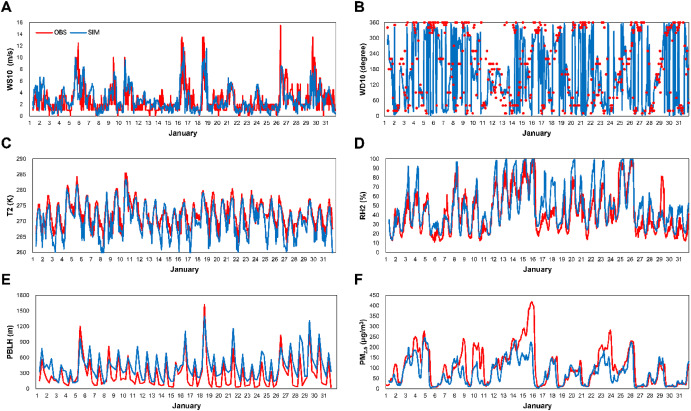 A
B
OBS SIM
WS10 (m/s)
16
14
12
10
8
6
4
2
0
1 2 3 4 5 6 7 8 9 10 11 12 13 14 15 16 17 18 19 20 21 22 23 24 25 26 27 28 29 30 31
January
WD10 (degree)
360
300
240
180
120
60
0
1 2 3 4 5 6 7 8 9 10 11 12 13 14 15 16 17 18 19 20 21 22 23 24 25 26 27 28 29 30 31
January
C
D
T2 (K)
290
285
280
275
270
265
260
1 2 3 4 5 6 7 8 9 10 11 12 13 14 15 16 17 18 19 20 21 22 23 24 25 26 27 28 29 30 31
January
RH2 (%)
100
90
80
70
60
50
40
30
20
10
0
1 2 3 4 5 6 7 8 9 10 11 12 13 14 15 16 17 18 19 20 21 22 23 24 25 26 27 28 29 30 31
January
E
F
PBLH (m)
1800
1500
1200
900
600
300
0
1 2 3 4 5 6 7 8 9 10 11 12 13 14 15 16 17 18 19 20 21 22 23 24 25 26 27 28 29 30 31
January
PM2.5 (μg/m³)
450
400
350
300
250
200
150
100
50
0
1 2 3 4 5 6 7 8 9 10 11 12 13 14 15 16 17 18 19 20 21 22 23 24 25 26 27 28 29 30 31
January